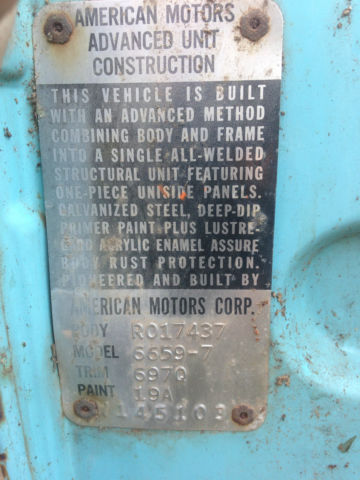 AMERICAN MOTORS
ADVANCED UNIT
CONSTRUCTION
THIS VEHICLE IS BUILT
WITH AN ADVANCED METHOD
COMBINING BODY AND FRAME
INTO A SINGLE ALL-WELDED
STRUCTURAL UNIT FEATURING
ONE-PIECE UNISIDE PANELS.
GALVANIZED STEEL, DEEP-DIP
PRIMER PAINT PLUS LUSTRE-
GARD ACRYLIC ENAMEL ASSURE
BODY RUST PROTECTION.
PIONEERED AND BUILT BY
AMERICAN MOTORS CORP.
BODY R017437
MODEL 6659-7
TRIM 697Q
PAINT 19A
145109